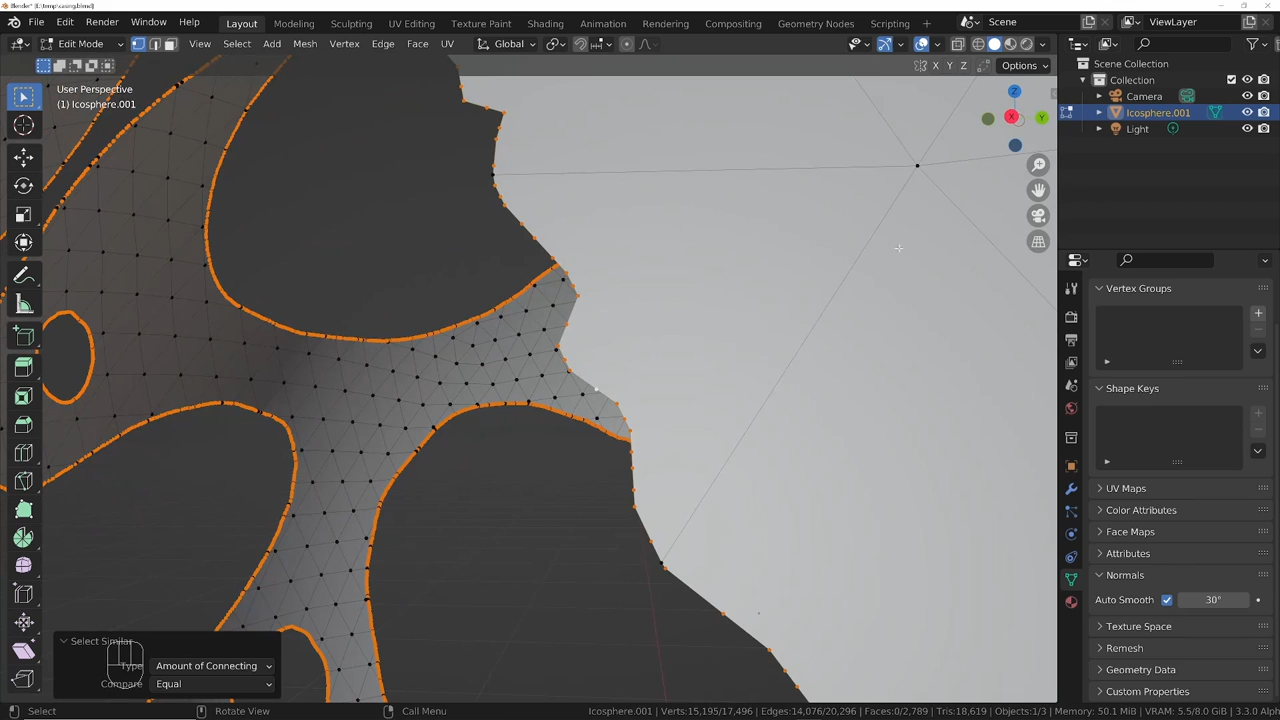 Blender* [E:\temp\casing.blend]
File Edit Render Window Help
Layout Modeling Sculpting UV Editing Texture Paint Shading Animation Rendering Compositing Geometry Nodes Scripting +
Scene
ViewLayer
Edit Mode
View Select Add Mesh Vertex Edge Face UV
Global
X Y Z
Options
User Perspective
(1) Icosphere.001
Z
X
Y
Select Similar
Type
Amount of Connecting
Compare
Equal
Scene Collection
Collection
Camera
Icosphere.001
Light
Vertex Groups
Shape Keys
UV Maps
Color Attributes
Face Maps
Attributes
Normals
Auto Smooth
30°
Texture Space
Remesh
Geometry Data
Custom Properties
Select
Rotate View
Call Menu
Icosphere.001 | Verts:15,195/17,496 | Edges:14,076/20,296 | Faces:0/2,789 | Tris:18,619 | Objects:1/3 | Memory: 50.1 MiB | VRAM: 5.5/8.0 GiB | 3.3.0 Alph